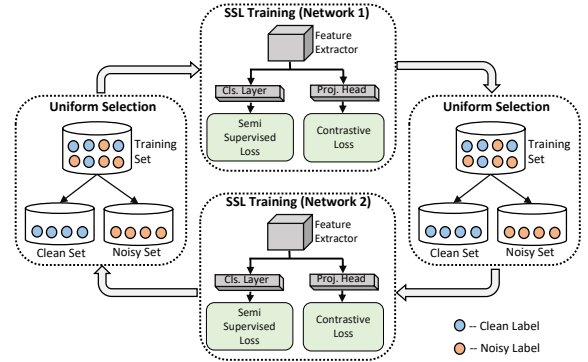 SSL Training (Network 1)
Feature
Extractor
Cls. Layer
Proj. Head
Semi
Supervised
Loss
Contrastive
Loss
Uniform Selection
Training
Set
Clean Set
Noisy Set
Uniform Selection
Training
Set
Clean Set
Noisy Set
SSL Training (Network 2)
Feature
Extractor
Cls. Layer
Proj. Head
Semi
Supervised
Loss
Contrastive
Loss
-- Clean Label
-- Noisy Label